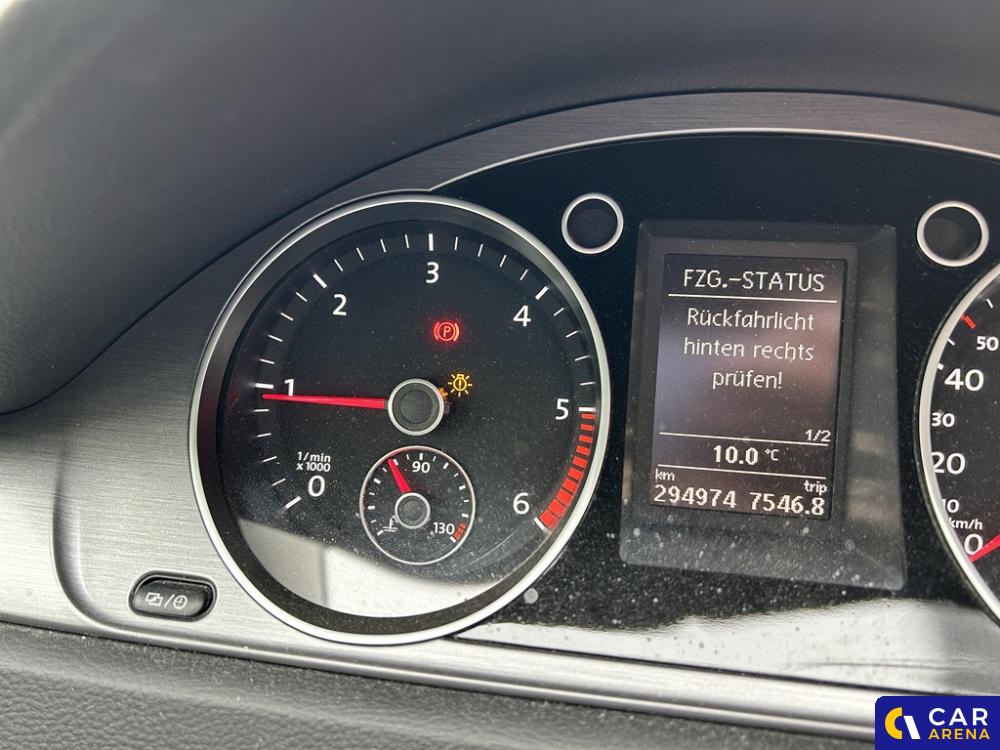 3
2
4
1
5
1/min
x 1000
0
6
90
130
P
FZG.-STATUS
Rückfahrlicht
hinten rechts
prüfen!
1/2
10.0 °C
km trip
294974 7546.8
50
40
30
20
10
km/h
0
CAR
ARENA